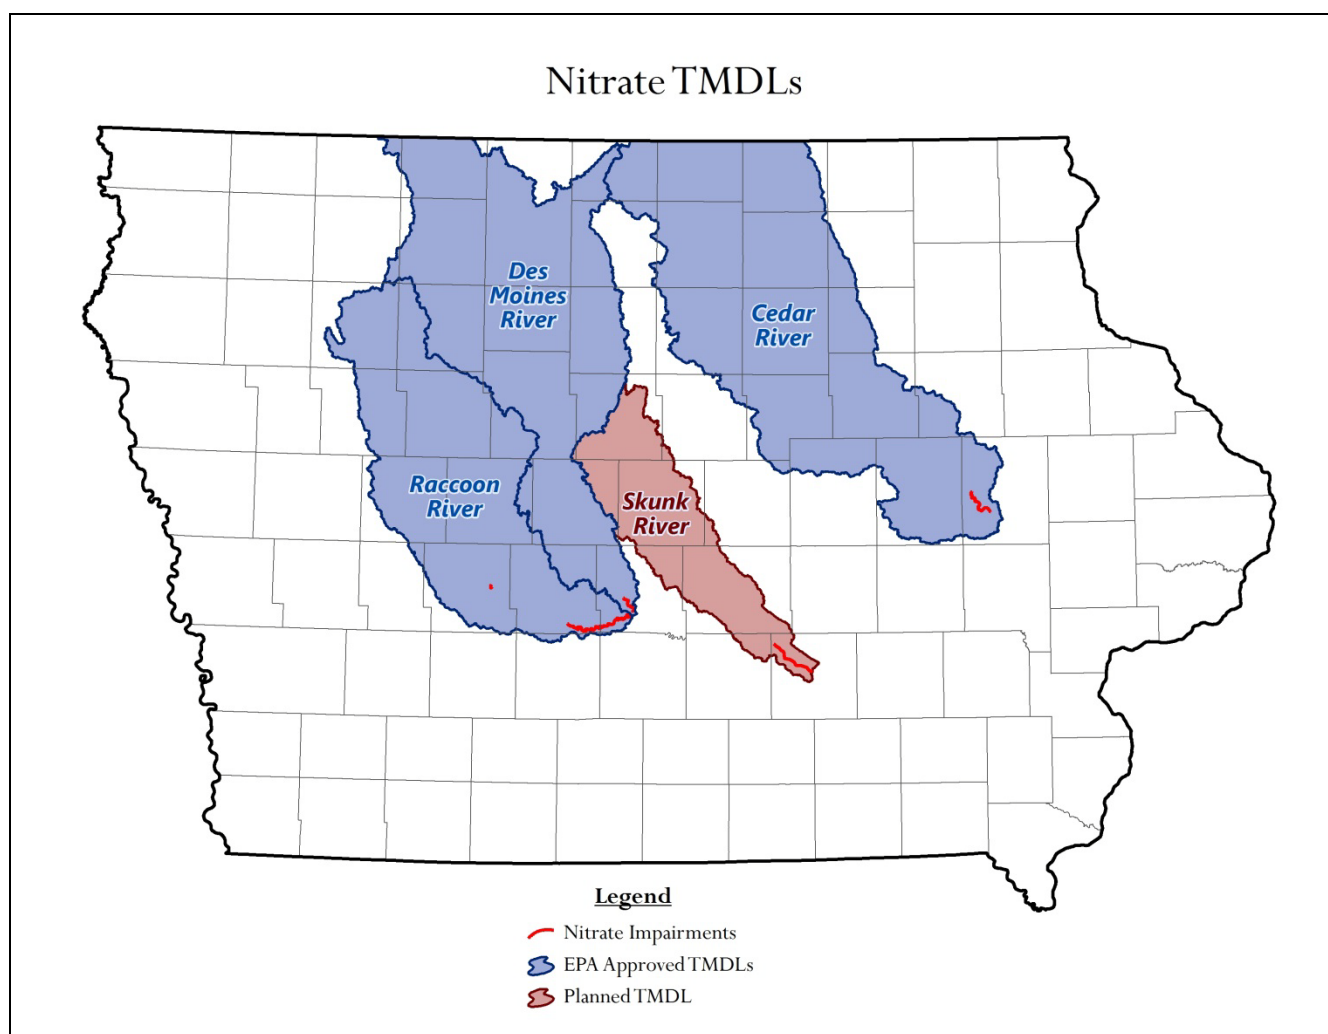 Nitrate TMDLs
Des
Moines
River
Cedar
River
Raccoon
River
Skunk
River
Legend
Nitrate Impairments
EPA Approved TMDLs
Planned TMDL